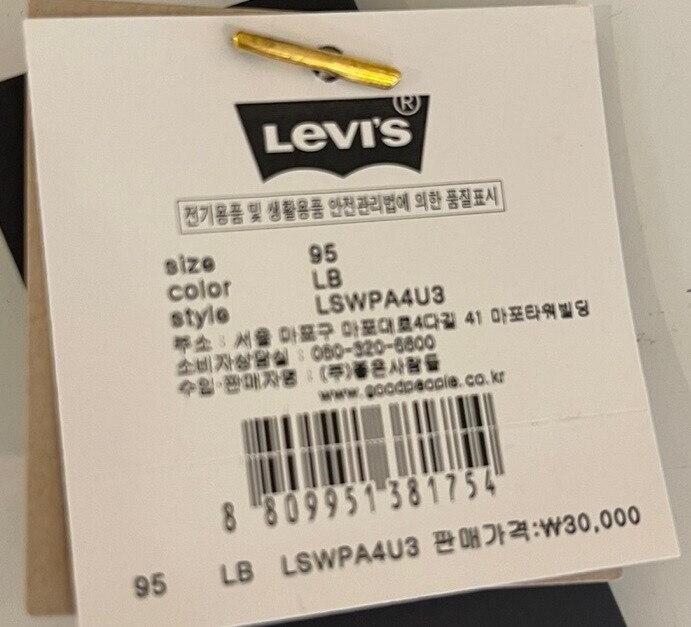 LEVI'S®
전기용품 및 생활용품 안전관리법에 의한 품질표시
size 95
color LB
style LSWPA4U3
주소 : 서울 마포구 마포대로4다길 41 마포타워빌딩
소비자상담실 : 080-320-6600
수입·판매자명 : (주)좋은사람들
www.goodpeople.co.kr
8 809951 381754
95 LB LSWPA4U3 판매가격:₩30,000